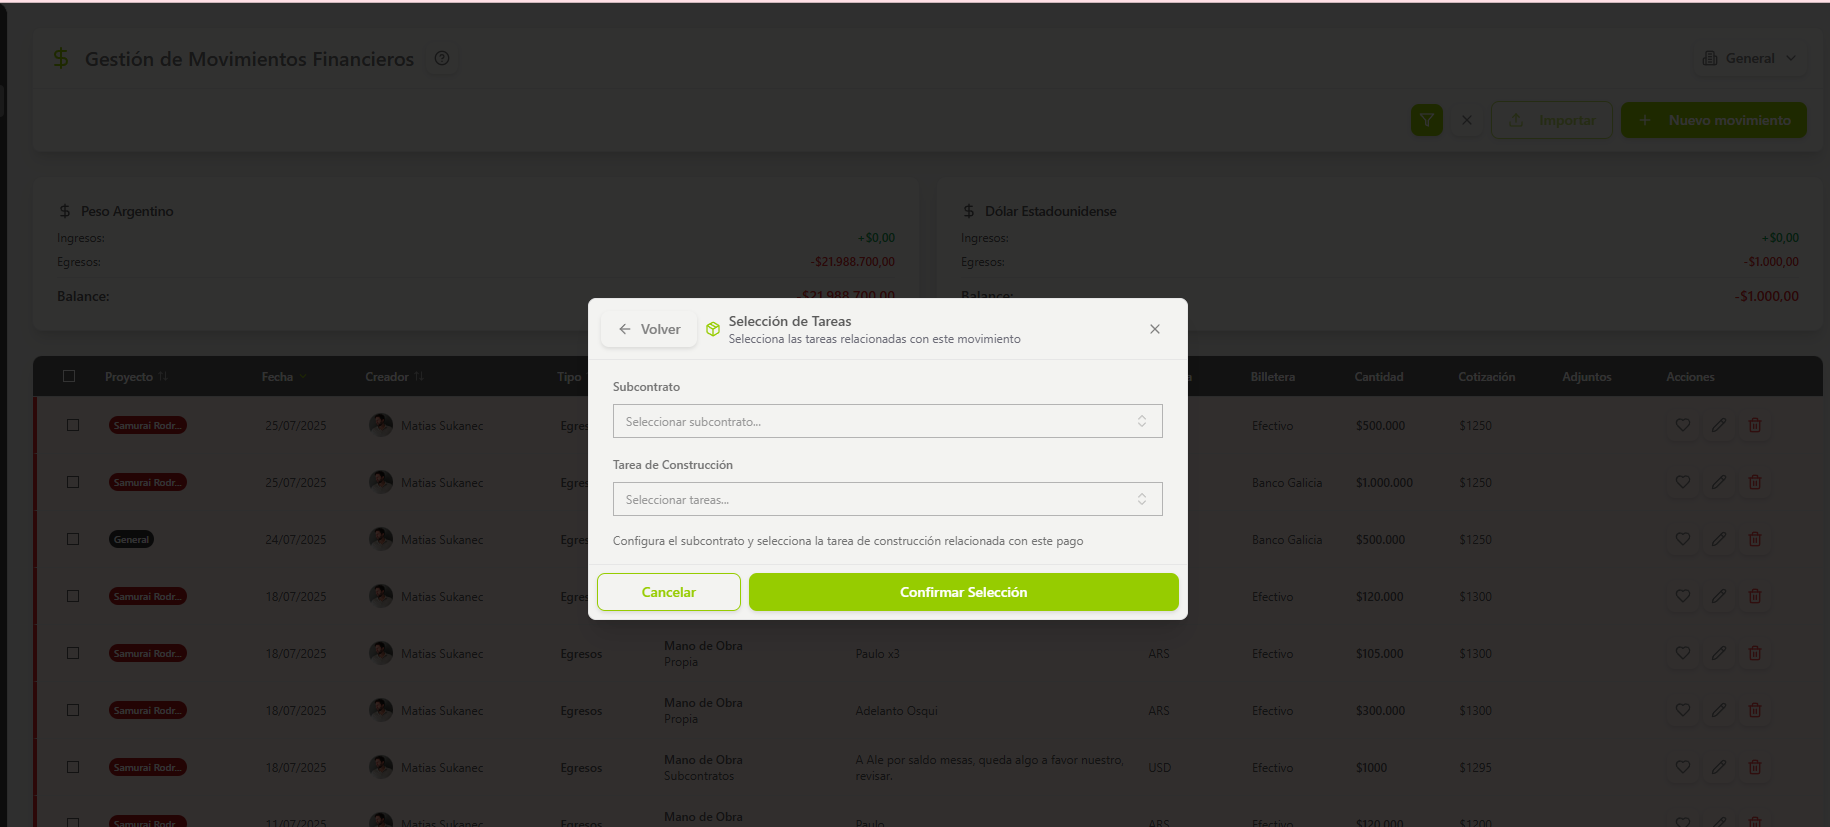 Gestión de Movimientos Financieros
General
Importar
Nuevo movimiento
Peso Argentino
Ingresos: +$0,00
Egresos: -$21.988.700,00
Balance: -$21.988.700,00
Dólar Estadounidense
Ingresos: +$0,00
Egresos: -$1.000,00
Balance: -$1.000,00
Volver
Selección de Tareas
Selecciona las tareas relacionadas con este movimiento
Subcontrato
Seleccionar subcontrato...
Tarea de Construcción
Seleccionar tareas...
Configura el subcontrato y selecciona la tarea de construcción relacionada con este pago
Cancelar
Confirmar Selección
Proyecto Fecha Creador Tipo Billetera Cantidad Cotización Adjuntos Acciones
Samurai Rodr... 25/07/2025 Matias Sukanec Efectivo $500.000 $1250
Samurai Rodr... 25/07/2025 Matias Sukanec Banco Galicia $1.000.000 $1250
General 24/07/2025 Matias Sukanec Banco Galicia $500.000 $1250
Samurai Rodr... 18/07/2025 Matias Sukanec Efectivo $120.000 $1300
Samurai Rodr... 18/07/2025 Matias Sukanec Egresos Mano de Obra Paulo x3 ARS Efectivo $105.000 $1300
Propia
Samurai Rodr... 18/07/2025 Matias Sukanec Egresos Mano de Obra Adelanto Osqui ARS Efectivo $300.000 $1300
Propia
Samurai Rodr... 18/07/2025 Matias Sukanec Egresos Mano de Obra A Ale por saldo mesas, queda algo a favor nuestro, USD Efectivo $1000 $1295
Subcontratos revisar.
Samurai Rodr... 11/07/2025 Matias Sukanec Egresos Mano de Obra Paulo ARS Efectivo $120.000 $1200